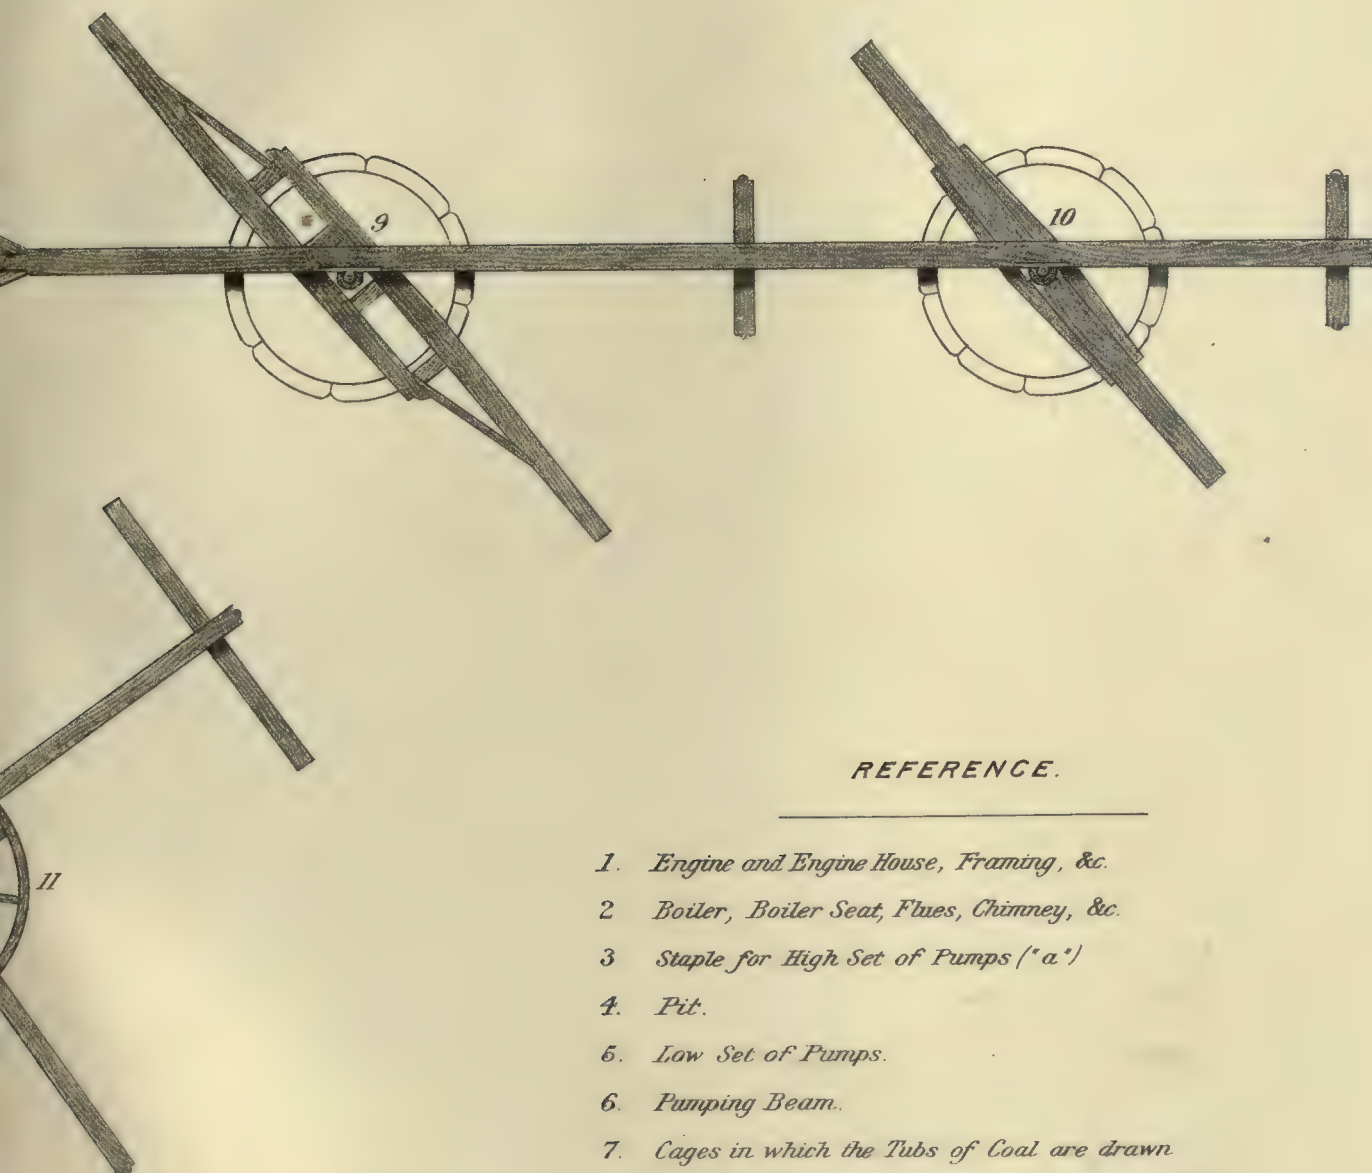 9
10
11
REFERENCE.
1. Engine and Engine House, Framing, &c.
2 Boiler, Boiler Seat, Flues, Chimney, &c.
3 Staple for High Set of Pumps ("a")
4. Pit.
5. Low Set of Pumps.
6. Pumping Beam.
7. Cages in which the Tubs of Coal are drawn